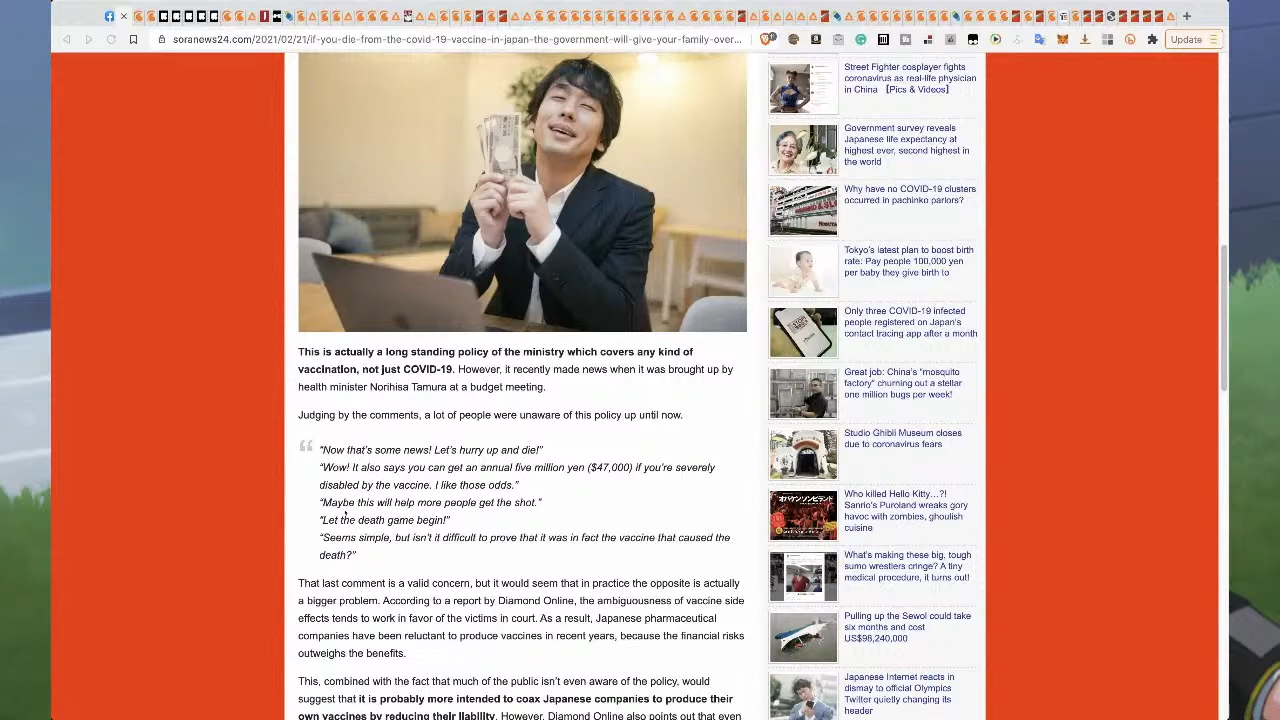 soranews24.com/2021/02/21/if-you-die-from-the-covid-19-vaccine-in-japan-the-government-will-give-your-family-over...
Update
This is actually a long standing policy of the ministry which covers any kind of
vaccine, not just COVID-19. However, it recently made news when it was brought up by
health minister Norihisa Tamura at a budget meeting.
Judging by the comments, a lot of people were unaware of this policy up until now.
“Now that’s some news! Let’s hurry up and die!”
“World Net says you can get an annual five million yen ($47,000) if you’re severely
disabled by the vaccine. I like those odds!”
“That’s definitely going to help people get their shots.”
“Let the game begin!”
“Seriously though, isn’t it difficult to prove that it was in fact the vaccine that caused the
death?”
That last remark is a valid concern, but it would seem that in practice the opposite is actually
a bigger problem. According to a report by Diamond Online, the ambiguousness of vaccine side
effects tends to work in favor of the victims in court. As a result, Japanese pharmaceutical
companies have been reluctant to produce vaccines in recent years, because the financial risks
outweighs the benefits.
This, combined with the fact that much of the public isn’t even aware of the policy, would
suggest that it is probably more intended to coax Japanese companies to produce their
Street Fighter cosplayer fights
coronavirus as real-life physician
in China 【Pics & Videos】
Government survey reveals
Japanese life expectancy at
highest ever, second highest in
the world
Why have no COVID-19 clusters
occurred in pachinko parlors?
Tokyo’s latest plan to boost birth
rate: Pay people 100,000 yen
per baby they give birth to
Only three COVID-19 infected
people registered on Japan’s
contact tracing app after a month
Great job: China’s “mosquito
factory” churning out a stellar
one million bugs per week!
Studio Ghibli Museum closes
due to coronavirus fears
Who killed Hello Kitty…?!
Sanrio’s Puroland wreaks gory
havoc with zombies, ghoulish
cuisine
What’s making these big, tough
sumo wrestlers cringe? A tiny
medical procedure, it turns out!
Pulling up the Sewol could take
six months and cost
US$98,240,000
Japanese Internet reacts in
dismay to official Olympics
Twitter quietly changing its
header